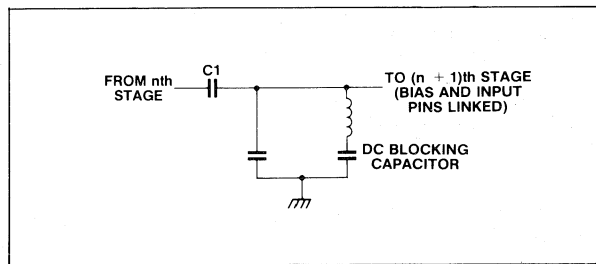 C1
FROM nth
STAGE
TO (n + 1)th STAGE
(BIAS AND INPUT
PINS LINKED)
DC BLOCKING
CAPACITOR